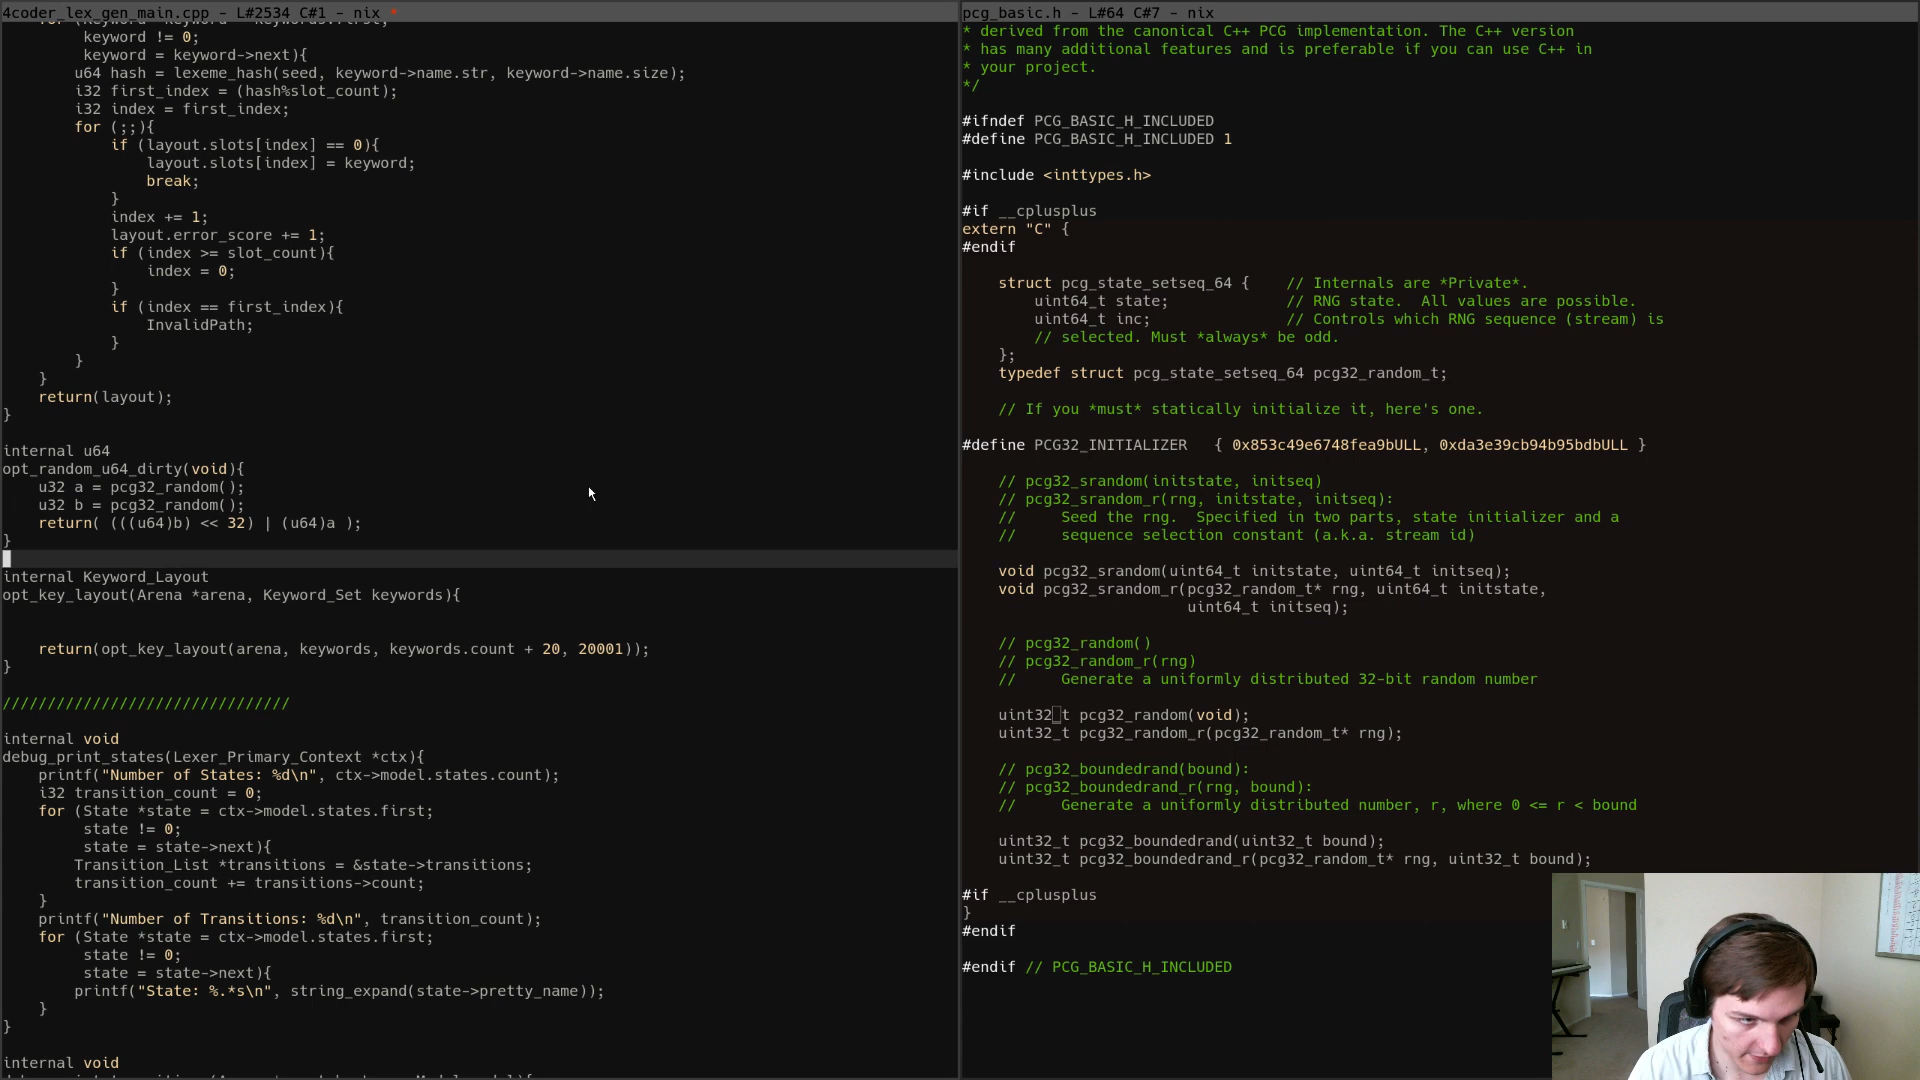 4coder_lex_gen_main.cpp - L#2534 C#1 - nix *
keyword != 0;
keyword = keyword->next){
u64 hash = lexeme_hash(seed, keyword->name.str, keyword->name.size);
i32 first_index = (hash%slot_count);
i32 index = first_index;
for (;;){
if (layout.slots[index] == 0){
layout.slots[index] = keyword;
break;
}
index += 1;
layout.error_score += 1;
if (index >= slot_count){
index = 0;
}
if (index == first_index){
InvalidPath;
}
}
}
return(layout);
}
internal u64
opt_random_u64_dirty(void){
u32 a = pcg32_random();
u32 b = pcg32_random();
return( (((u64)b) << 32) | (u64)a );
}
internal Keyword_Layout
opt_key_layout(Arena *arena, Keyword_Set keywords){
return(opt_key_layout(arena, keywords, keywords.count + 20, 20001));
}
////////////////////////////////
internal void
debug_print_states(Lexer_Primary_Context *ctx){
printf("Number of States: %d\n", ctx->model.states.count);
i32 transition_count = 0;
for (State *state = ctx->model.states.first;
state != 0;
state = state->next){
Transition_List *transitions = &state->transitions;
transition_count += transitions->count;
}
printf("Number of Transitions: %d\n", transition_count);
for (State *state = ctx->model.states.first;
state != 0;
state = state->next){
printf("State: %.*s\n", string_expand(state->pretty_name));
}
}
internal void
pcg_basic.h - L#64 C#7 - nix
* derived from the canonical C++ PCG implementation. The C++ version
* has many additional features and is preferable if you can use C++ in
* your project.
*/
#ifndef PCG_BASIC_H_INCLUDED
#define PCG_BASIC_H_INCLUDED 1
#include <inttypes.h>
#if __cplusplus
extern "C" {
#endif
struct pcg_state_setseq_64 {    // Internals are *Private*.
uint64_t state;             // RNG state.  All values are possible.
uint64_t inc;               // Controls which RNG sequence (stream) is
// selected. Must *always* be odd.
};
typedef struct pcg_state_setseq_64 pcg32_random_t;
// If you *must* statically initialize it, here's one.
#define PCG32_INITIALIZER   { 0x853c49e6748fea9bULL, 0xda3e39cb94b95bdbULL }
// pcg32_srandom(initstate, initseq)
// pcg32_srandom_r(rng, initstate, initseq):
//     Seed the rng.  Specified in two parts, state initializer and a
//     sequence selection constant (a.k.a. stream id)
void pcg32_srandom(uint64_t initstate, uint64_t initseq);
void pcg32_srandom_r(pcg32_random_t* rng, uint64_t initstate,
uint64_t initseq);
// pcg32_random()
// pcg32_random_r(rng)
//     Generate a uniformly distributed 32-bit random number
uint32_t pcg32_random(void);
uint32_t pcg32_random_r(pcg32_random_t* rng);
// pcg32_boundedrand(bound):
// pcg32_boundedrand_r(rng, bound):
//     Generate a uniformly distributed number, r, where 0 <= r < bound
uint32_t pcg32_boundedrand(uint32_t bound);
uint32_t pcg32_boundedrand_r(pcg32_random_t* rng, uint32_t bound);
#if __cplusplus
}
#endif
#endif // PCG_BASIC_H_INCLUDED